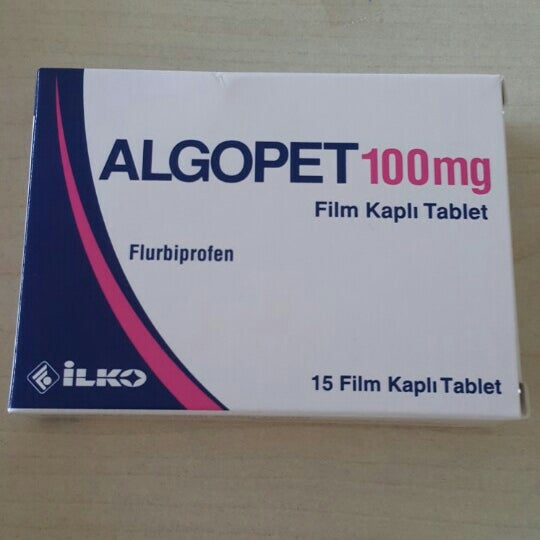 ALGOPET 100mg
Film Kaplı Tablet
Flurbiprofen
İLKO
15 Film Kaplı Tablet